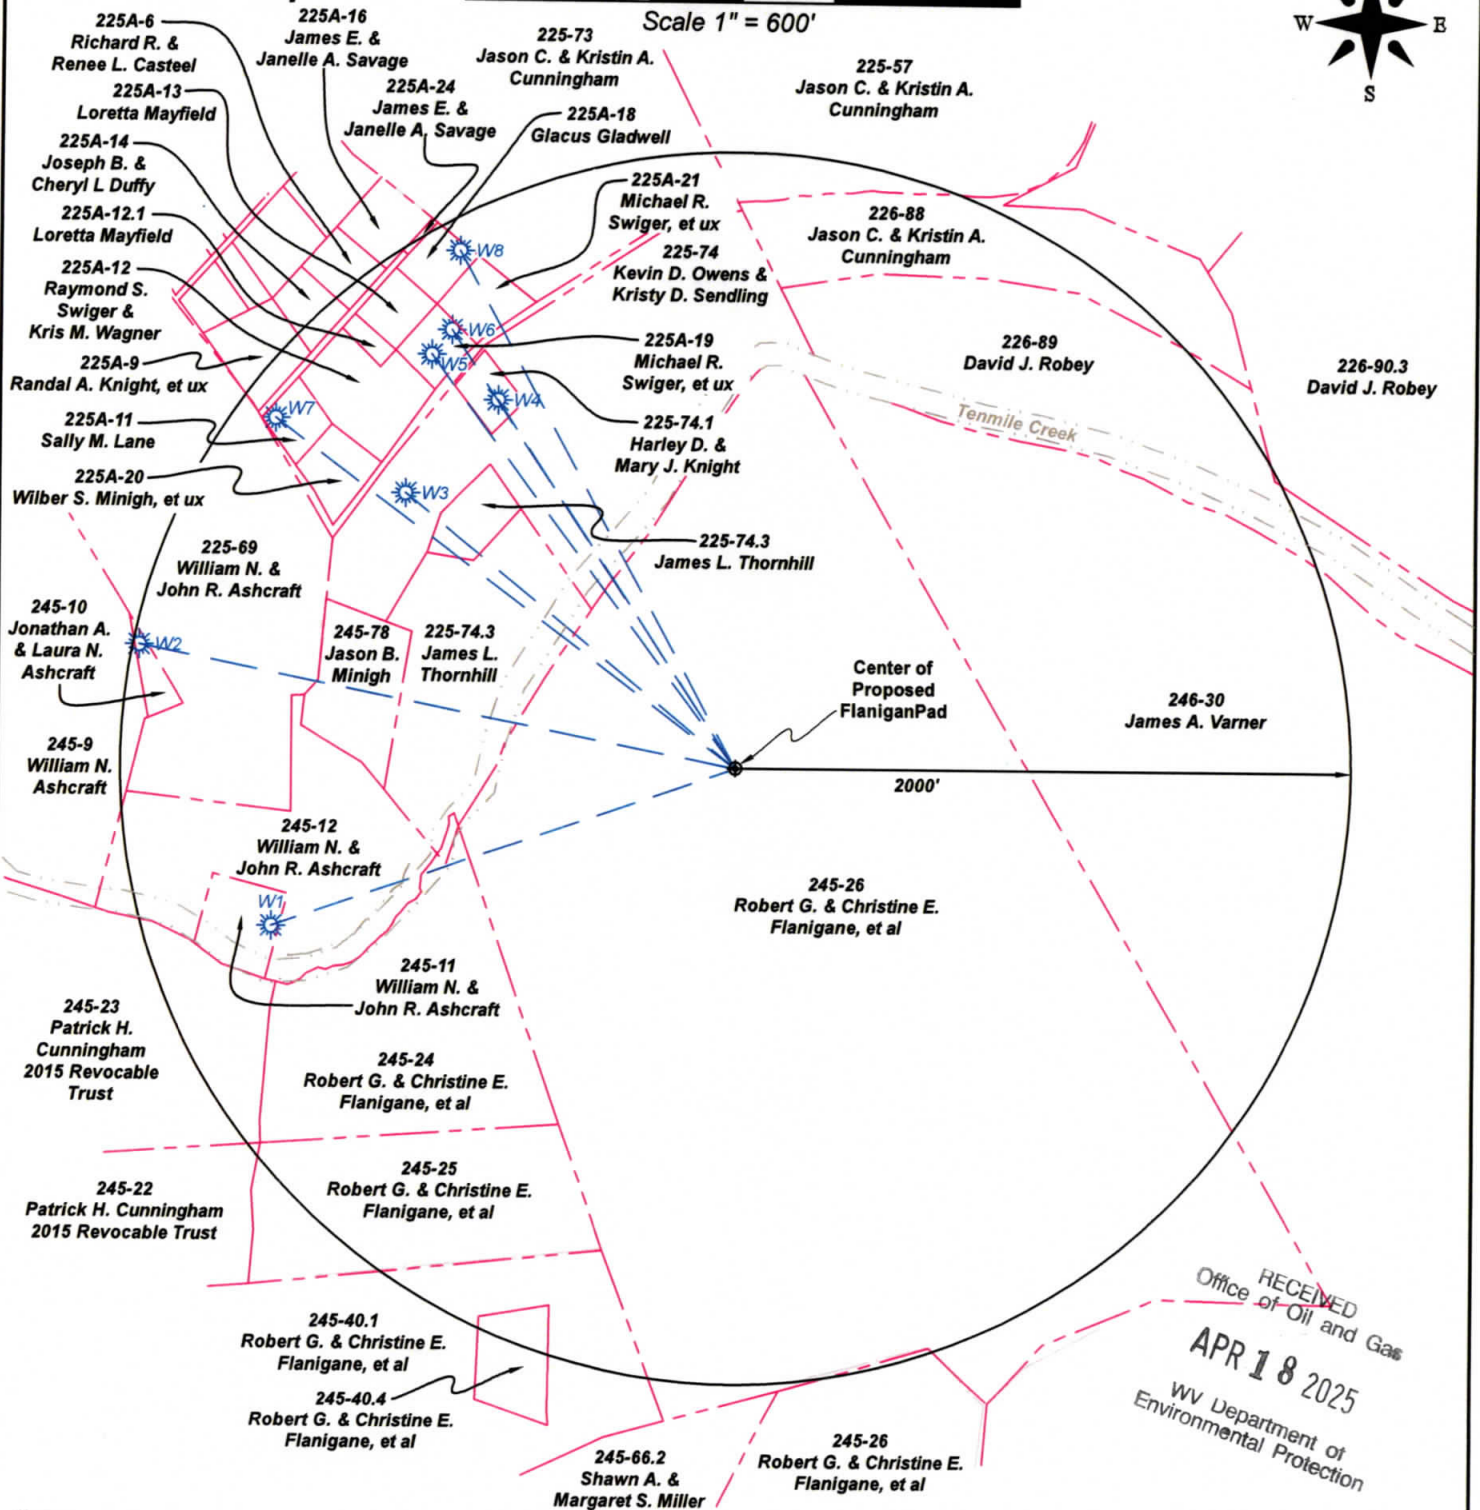 Scale 1" = 600'
W
E
S
225A-6
Richard R. &
Renee L. Casteel
225A-16
James E. &
Janelle A. Savage
225-73
Jason C. & Kristin A.
Cunningham
225-57
Jason C. & Kristin A.
Cunningham
225A-13
Loretta Mayfield
225A-24
James E. &
Janelle A. Savage
225A-18
Glacus Gladwell
225A-14
Joseph B. &
Cheryl L Duffy
225A-21
Michael R.
Swiger, et ux
225A-12.1
Loretta Mayfield
226-88
Jason C. & Kristin A.
Cunningham
W8
225-74
Kevin D. Owens &
Kristy D. Sendling
225A-12
Raymond S.
Swiger &
Kris M. Wagner
W6
225A-19
Michael R.
Swiger, et ux
226-89
David J. Robey
226-90.3
David J. Robey
225A-9
Randal A. Knight, et ux
W5
W4
W7
225A-11
Sally M. Lane
225-74.1
Harley D. &
Mary J. Knight
Tenmile Creek
225A-20
Wilber S. Minigh, et ux
W3
225-74.3
James L. Thornhill
225-69
William N. &
John R. Ashcraft
245-10
Jonathan A.
& Laura N.
Ashcraft
W2
245-78
Jason B.
Minigh
225-74.3
James L.
Thornhill
Center of
Proposed
FlaniganPad
246-30
James A. Varner
245-9
William N.
Ashcraft
2000'
245-12
William N. &
John R. Ashcraft
W1
245-26
Robert G. & Christine E.
Flanigane, et al
245-11
William N. &
John R. Ashcraft
245-23
Patrick H.
Cunningham
2015 Revocable
Trust
245-24
Robert G. & Christine E.
Flanigane, et al
245-25
Robert G. & Christine E.
Flanigane, et al
245-22
Patrick H. Cunningham
2015 Revocable Trust
245-40.1
Robert G. & Christine E.
Flanigane, et al
245-40.4
Robert G. & Christine E.
Flanigane, et al
245-66.2
Shawn A. &
Margaret S. Miller
245-26
Robert G. & Christine E.
Flanigane, et al
RECEIVED
Office of Oil and Gas
APR 18 2025
WV Department of
Environmental Protection